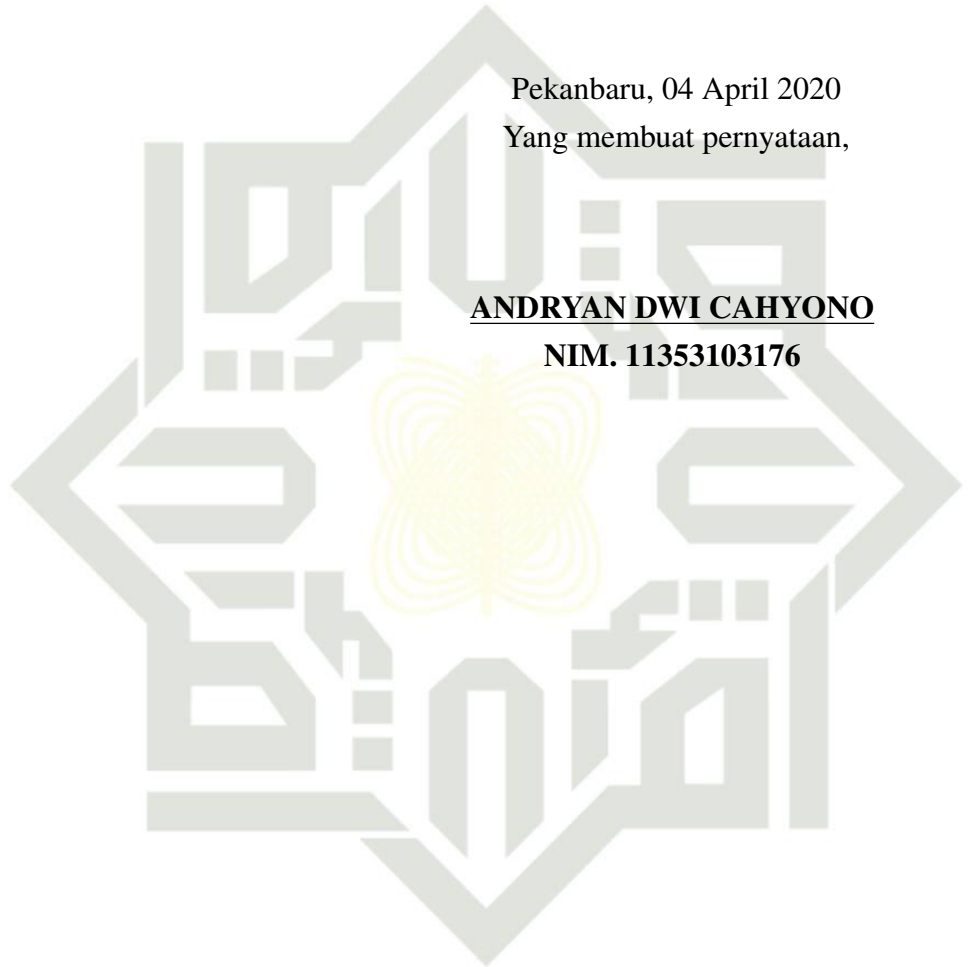 Pekanbaru, 04 April 2020
Yang membuat pernyataan,
ANDRYAN DWI CAHYONO
NIM. 11353103176